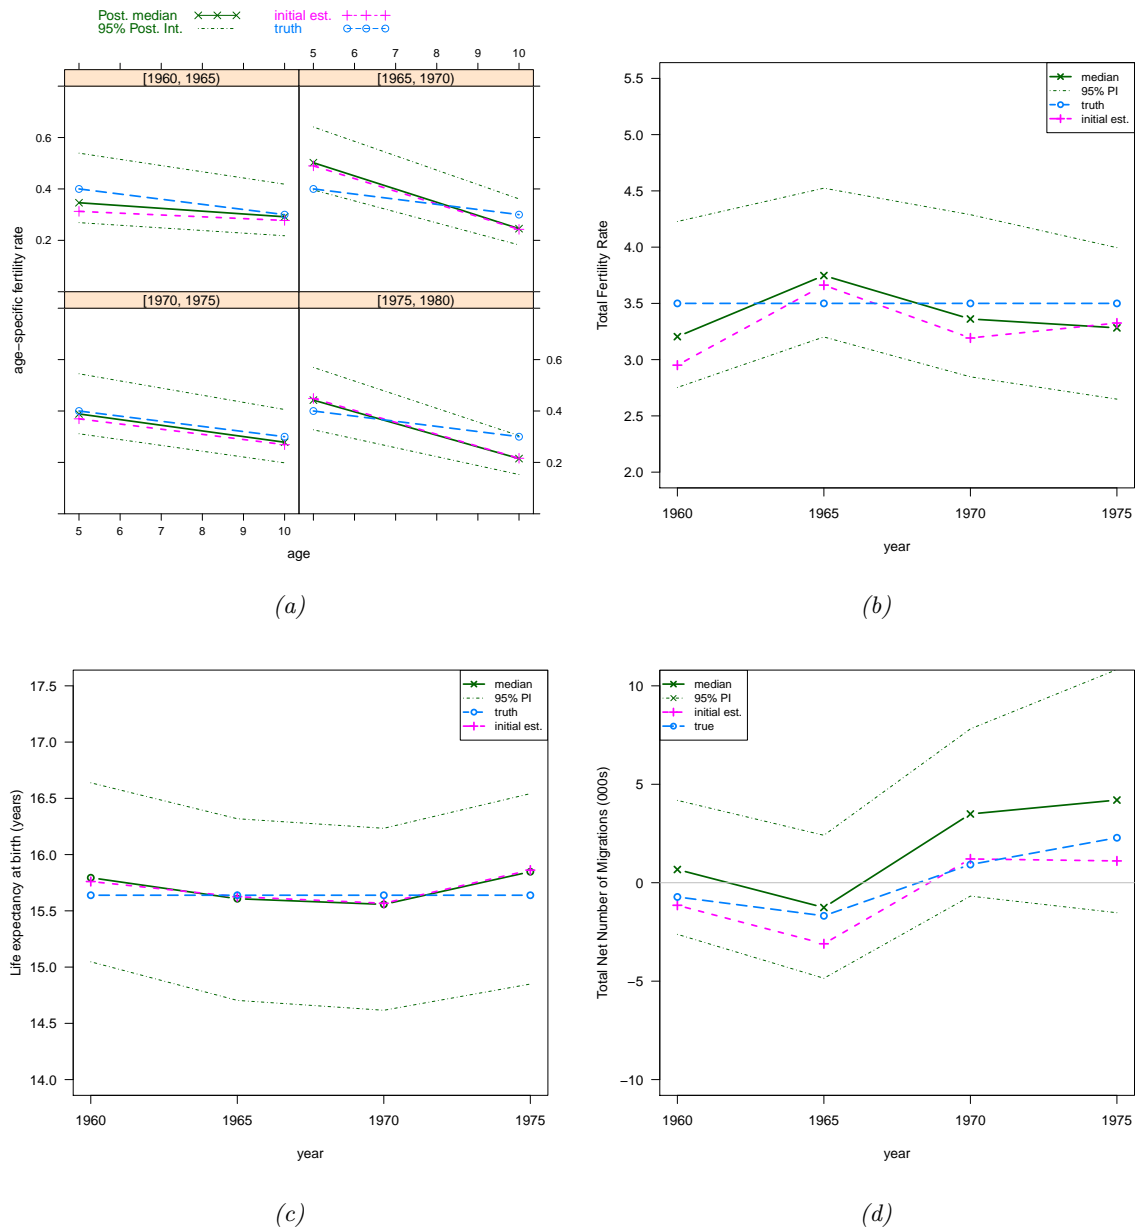 Post. median
95% Post. Int.
initial est.
truth
5 6 7 8 9 10
[1960, 1965)
[1965, 1970)
0.6
0.4
0.2
[1970, 1975)
[1975, 1980)
0.6
0.4
0.2
5 6 7 8 9 10
age
age−specific fertility rate
(a)
median
95% PI
truth
initial est.
5.5
5.0
4.5
4.0
3.5
3.0
2.5
2.0
Total Fertility Rate
1960 1965 1970 1975
year
(b)
median
95% PI
truth
initial est.
17.5
17.0
16.5
16.0
15.5
15.0
14.5
14.0
Life expectancy at birth (years)
1960 1965 1970 1975
year
(c)
median
95% PI
initial est.
true
10
5
0
−5
−10
Total Net Number of Migrations (000s)
1960 1965 1970 1975
year
(d)